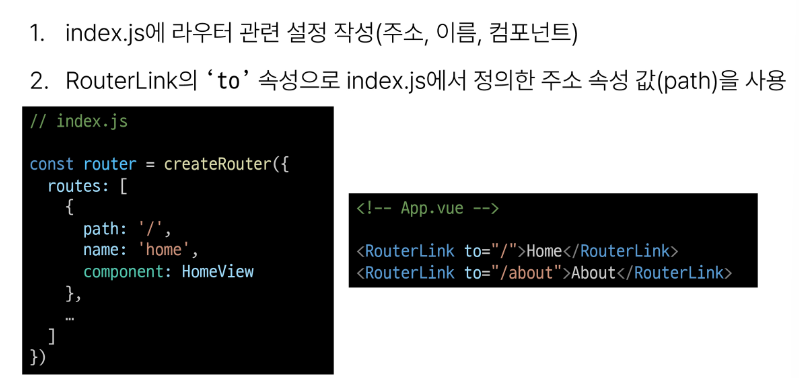 1. index.js에 라우터 관련 설정 작성(주소, 이름, 컴포넌트)
2. RouterLink의 ‘to’ 속성으로 index.js에서 정의한 주소 속성 값(path)을 사용
// index.js
const router = createRouter({
  routes: [
    {
      path: '/',
      name: 'home',
      component: HomeView
    },
    …
  ]
})
<!-- App.vue -->
<RouterLink to="/">Home</RouterLink>
<RouterLink to="/about">About</RouterLink>